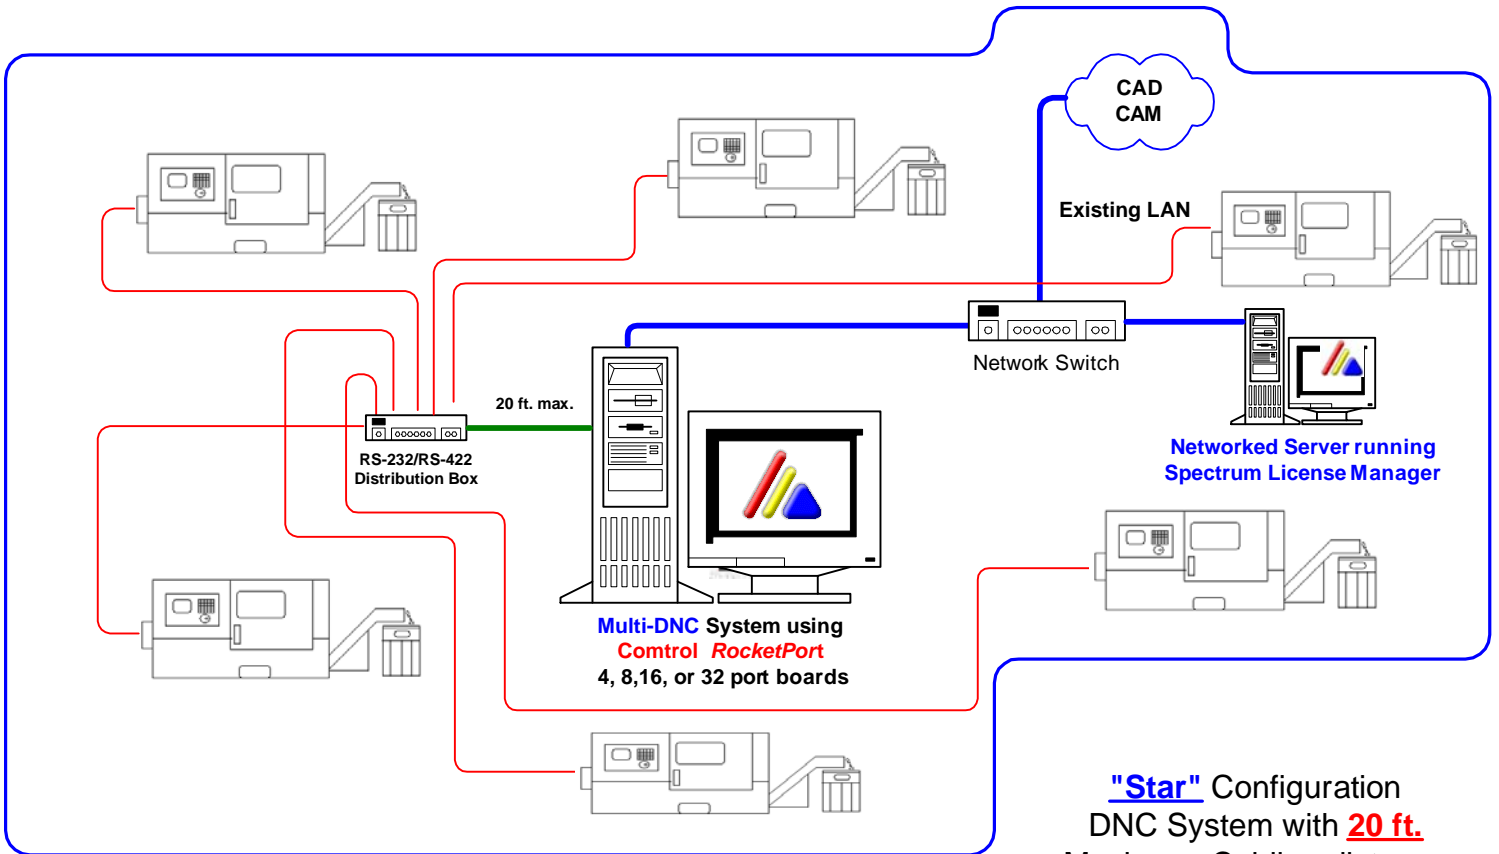 CAD
CAM
Existing LAN
Network Switch
20 ft. max.
RS-232/RS-422
Distribution Box
Networked Server running
Spectrum License Manager
Multi-DNC System using
Comtrol RocketPort
4, 8,16, or 32 port boards
"Star" Configuration
DNC System with 20 ft.